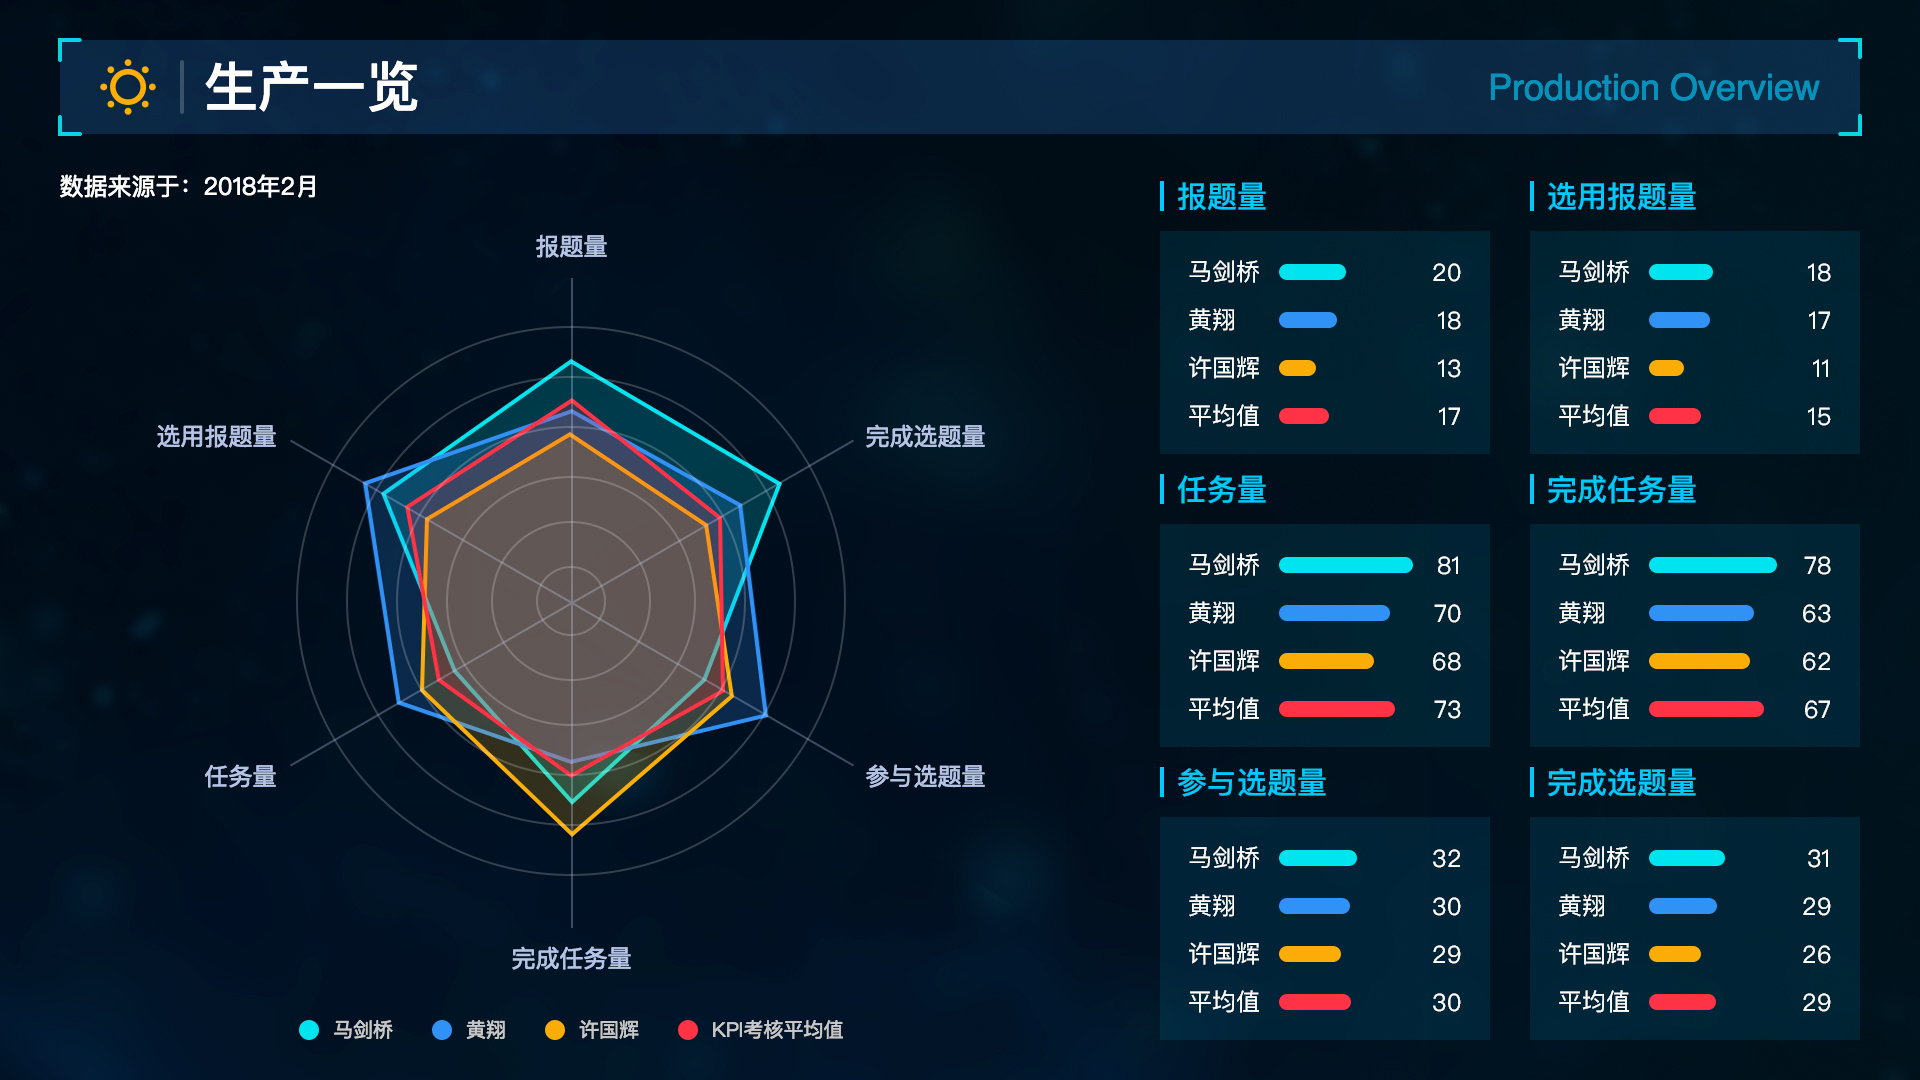 生产一览
Production Overview
数据来源于：2018年2月
报题量
选用报题量
完成选题量
任务量
参与选题量
完成任务量
马剑桥
黄翔
许国辉
KPI考核平均值
报题量
马剑桥 20
黄翔 18
许国辉 13
平均值 17
选用报题量
马剑桥 18
黄翔 17
许国辉 11
平均值 15
任务量
马剑桥 81
黄翔 70
许国辉 68
平均值 73
完成任务量
马剑桥 78
黄翔 63
许国辉 62
平均值 67
参与选题量
马剑桥 32
黄翔 30
许国辉 29
平均值 30
完成选题量
马剑桥 31
黄翔 29
许国辉 26
平均值 29